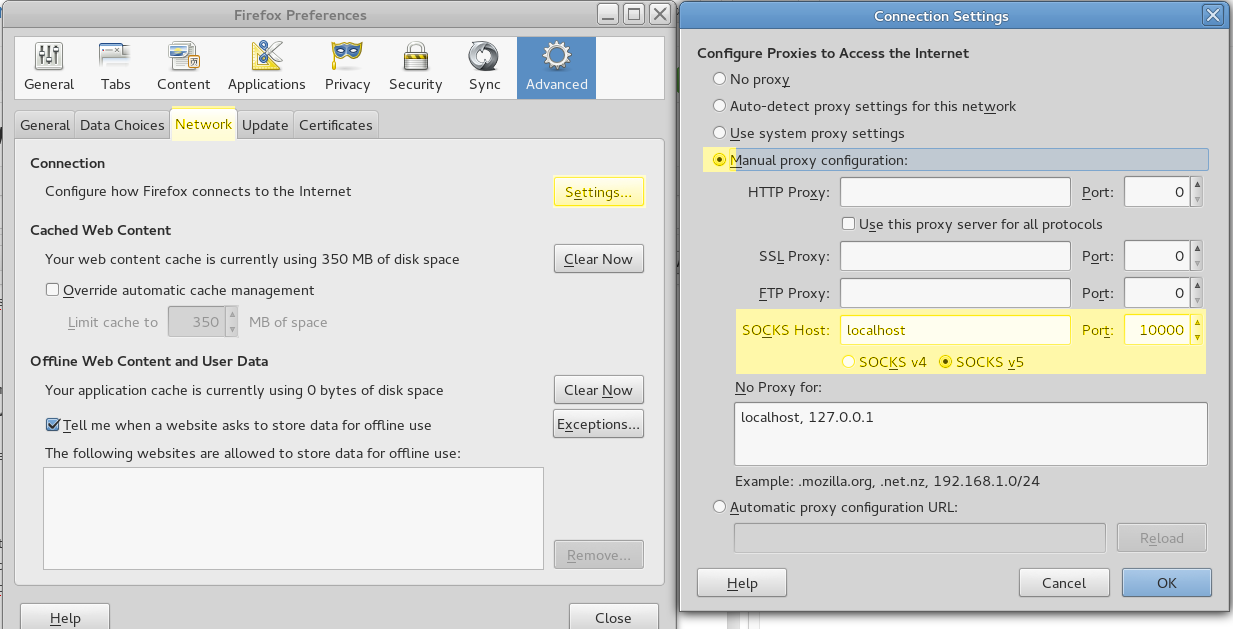 Firefox Preferences
General Tabs Content Applications Privacy Security Sync Advanced
General Data Choices Network Update Certificates
Connection
Configure how Firefox connects to the Internet
Settings...
Cached Web Content
Your web content cache is currently using 350 MB of disk space
Clear Now
Override automatic cache management
Limit cache to 350 MB of space
Offline Web Content and User Data
Your application cache is currently using 0 bytes of disk space
Clear Now
Tell me when a website asks to store data for offline use
Exceptions...
The following websites are allowed to store data for offline use:
Remove...
Help
Close
Connection Settings
Configure Proxies to Access the Internet
No proxy
Auto-detect proxy settings for this network
Use system proxy settings
Manual proxy configuration:
HTTP Proxy: Port: 0
Use this proxy server for all protocols
SSL Proxy: Port: 0
FTP Proxy: Port: 0
SOCKS Host: localhost Port: 10000
SOCKS v4 SOCKS v5
No Proxy for:
localhost, 127.0.0.1
Example: .mozilla.org, .net.nz, 192.168.1.0/24
Automatic proxy configuration URL:
Reload
Help Cancel OK